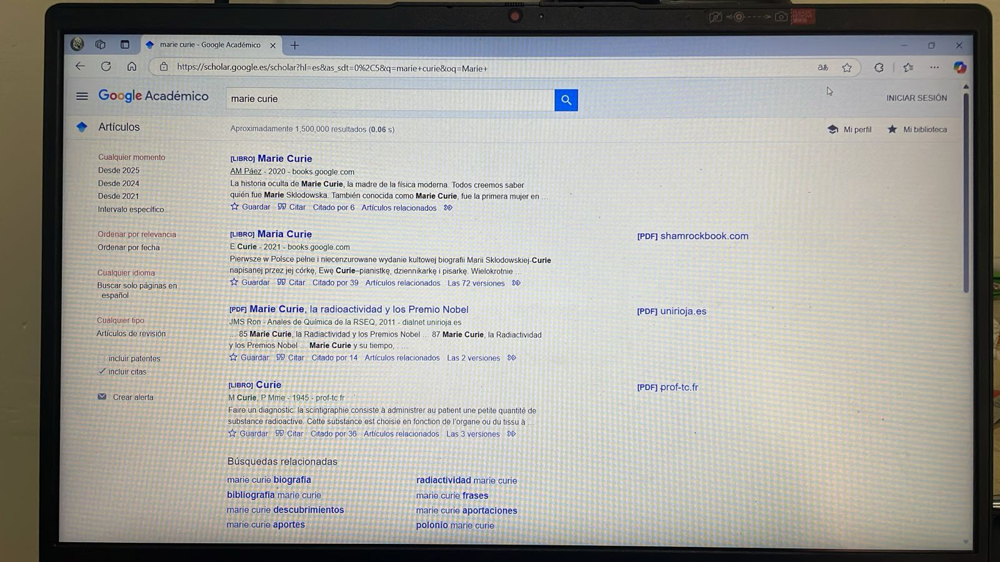 marie curie - Google Académico
https://scholar.google.es/scholar?hl=es&as_sdt=0%2C5&q=marie+curie&oq=Marie+
Google Académico
marie curie
INICIAR SESIÓN
Artículos
Aproximadamente 1,500,000 resultados (0.06 s)
Mi perfil
Mi biblioteca
Cualquier momento
Desde 2025
Desde 2024
Desde 2021
Intervalo específico...
Ordenar por relevancia
Ordenar por fecha
Cualquier idioma
Buscar solo páginas en
español
Cualquier tipo
Artículos de revisión
incluir patentes
incluir citas
Crear alerta
[LIBRO] Marie Curie
AM Páez - 2020 - books.google.com
La historia oculta de Marie Curie, la madre de la física moderna. Todos creemos saber
quién fue Marie Sklodowska. También conocida como Marie Curie, fue la primera mujer en ...
Guardar Citar Citado por 6 Artículos relacionados
[LIBRO] Maria Curie
E Curie - 2021 - books.google.com
Pierwsze w Polsce pełne i niecenzurowane wydanie kultowej biografii Marii Skłodowskiej-Curie
napisanej przez jej córkę, Ewę Curie–pianistkę, dziennikarkę i pisarkę. Wielokrotnie ...
Guardar Citar Citado por 39 Artículos relacionados Las 72 versiones
[PDF] shamrockbook.com
[PDF] Marie Curie, la radioactividad y los Premio Nobel
JMS Ron - Anales de Química de la RSEQ, 2011 - dialnet.unirioja.es
... 85 Marie Curie, la Radiactividad y los Premios Nobel ... 87 Marie Curie, la Radiactividad
y los Premios Nobel ... Marie Curie y su tiempo, ...
Guardar Citar Citado por 14 Artículos relacionados Las 2 versiones
[PDF] unirioja.es
[LIBRO] Curie
M Curie, P Mme - 1945 - prof-tc.fr
Faire un diagnostic: la scintigraphie consiste à administrer au patient une petite quantité de
substance radioactive. Cette substance est choisie en fonction de l'organe ou du tissu à ...
Guardar Citar Citado por 36 Artículos relacionados Las 3 versiones
[PDF] prof-tc.fr
Búsquedas relacionadas
marie curie biografia
bibliografia marie curie
marie curie descubrimientos
marie curie aportes
radiactividad marie curie
marie curie frases
marie curie aportaciones
polonio marie curie